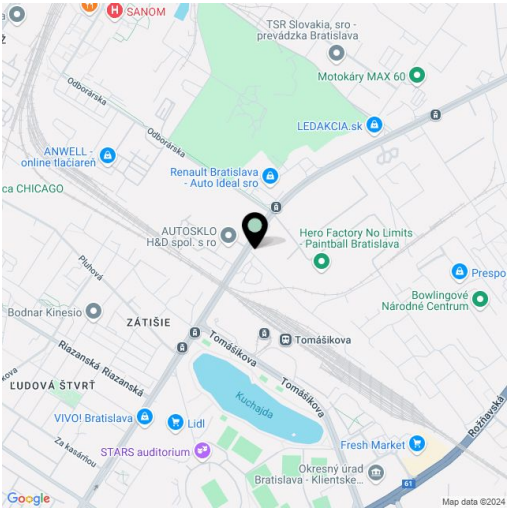 SANOM
TSR Slovakia, sro -
prevádzka Bratislava
Ž
Motokáry MAX 60
Odborárska
LEDAKCIA.sk
Odborárska
ANWELL -
online tlačiareň
Renault Bratislava
- Auto Ideal sro
ca CHICAGO
AUTOSKLO
H&D spol. s ro
Hero Factory No Limits
- Paintball Bratislava
Pluhová
Prespo
Bowlingové
Národné Centrum
Bodnar Kinesio
ZÁTIŠIE
Tomášikova
Tomášikova
Riazanská
Riazanská
ĽUDOVÁ ŠTVRŤ
Tomášikova
Kuchajda
VIVO! Bratislava
Lidl
Rožňavská
Za kasárňou
STARS auditorium
Fresh Market
Okresný úrad
Bratislava - Klientske...
61
Google
Map data ©2024